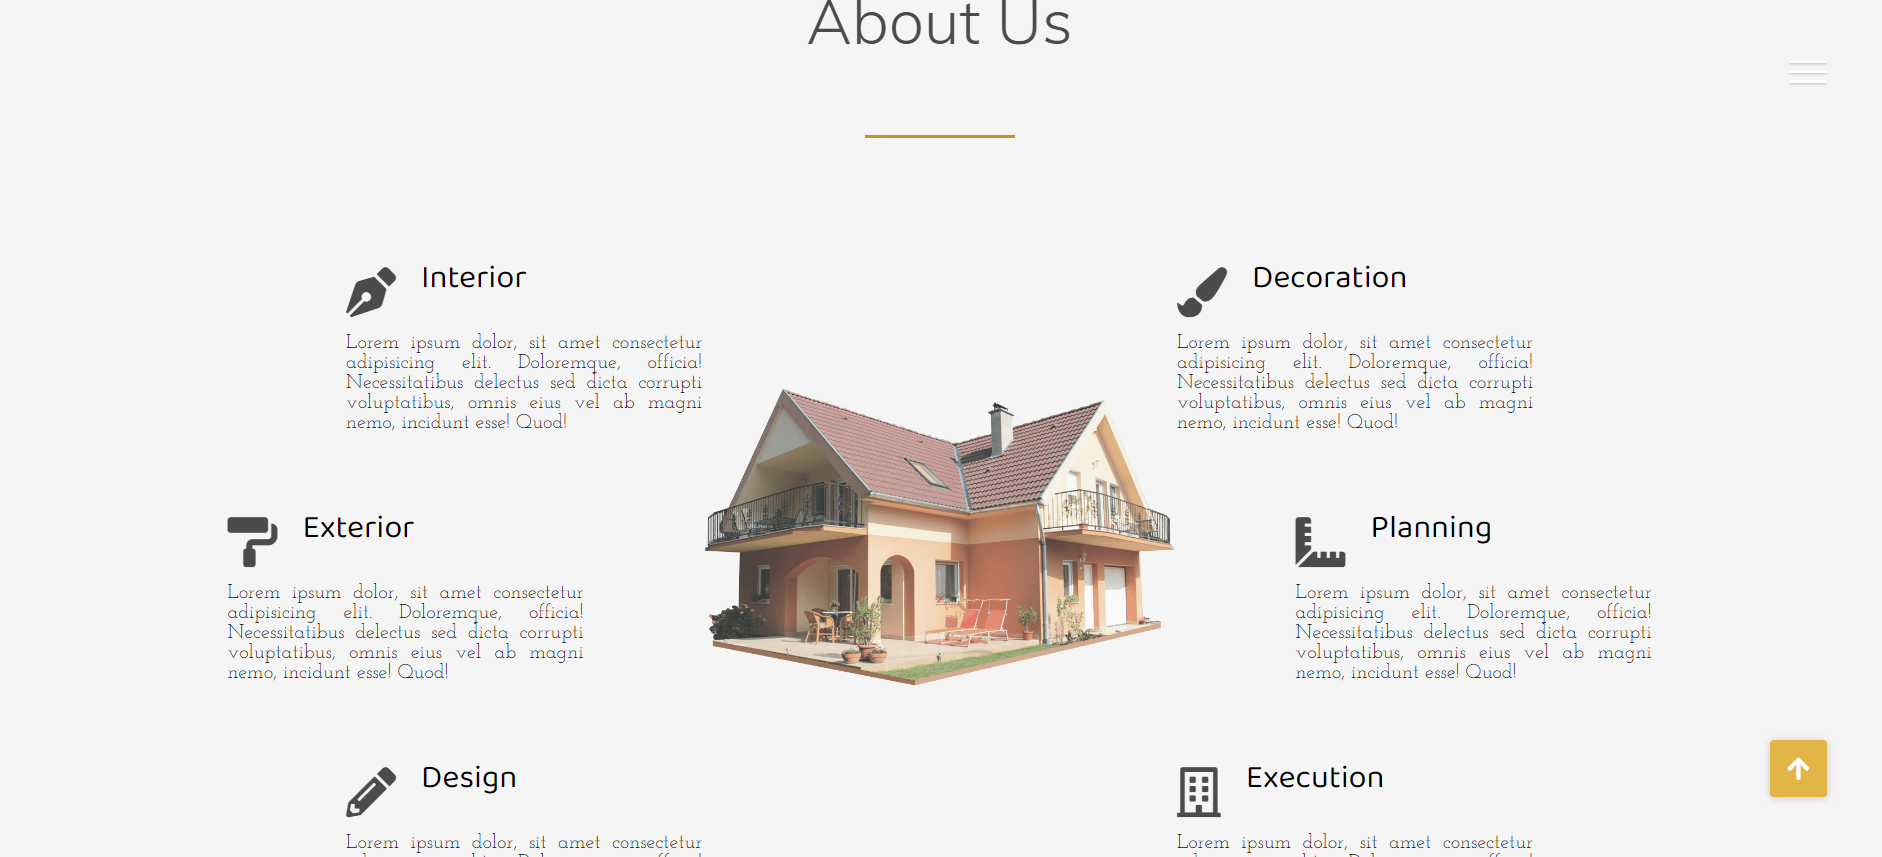 About Us
Interior
Lorem ipsum dolor, sit amet consectetur
adipisicing elit. Doloremque, officia!
Necessitatibus delectus sed dicta corrupti
voluptatibus, omnis eius vel ab magni
nemo, incidunt esse! Quod!
Decoration
Lorem ipsum dolor, sit amet consectetur
adipisicing elit. Doloremque, officia!
Necessitatibus delectus sed dicta corrupti
voluptatibus, omnis eius vel ab magni
nemo, incidunt esse! Quod!
Exterior
Lorem ipsum dolor, sit amet consectetur
adipisicing elit. Doloremque, officia!
Necessitatibus delectus sed dicta corrupti
voluptatibus, omnis eius vel ab magni
nemo, incidunt esse! Quod!
Planning
Lorem ipsum dolor, sit amet consectetur
adipisicing elit. Doloremque, officia!
Necessitatibus delectus sed dicta corrupti
voluptatibus, omnis eius vel ab magni
nemo, incidunt esse! Quod!
Design
Lorem ipsum dolor, sit amet consectetur
Execution
Lorem ipsum dolor, sit amet consectetur